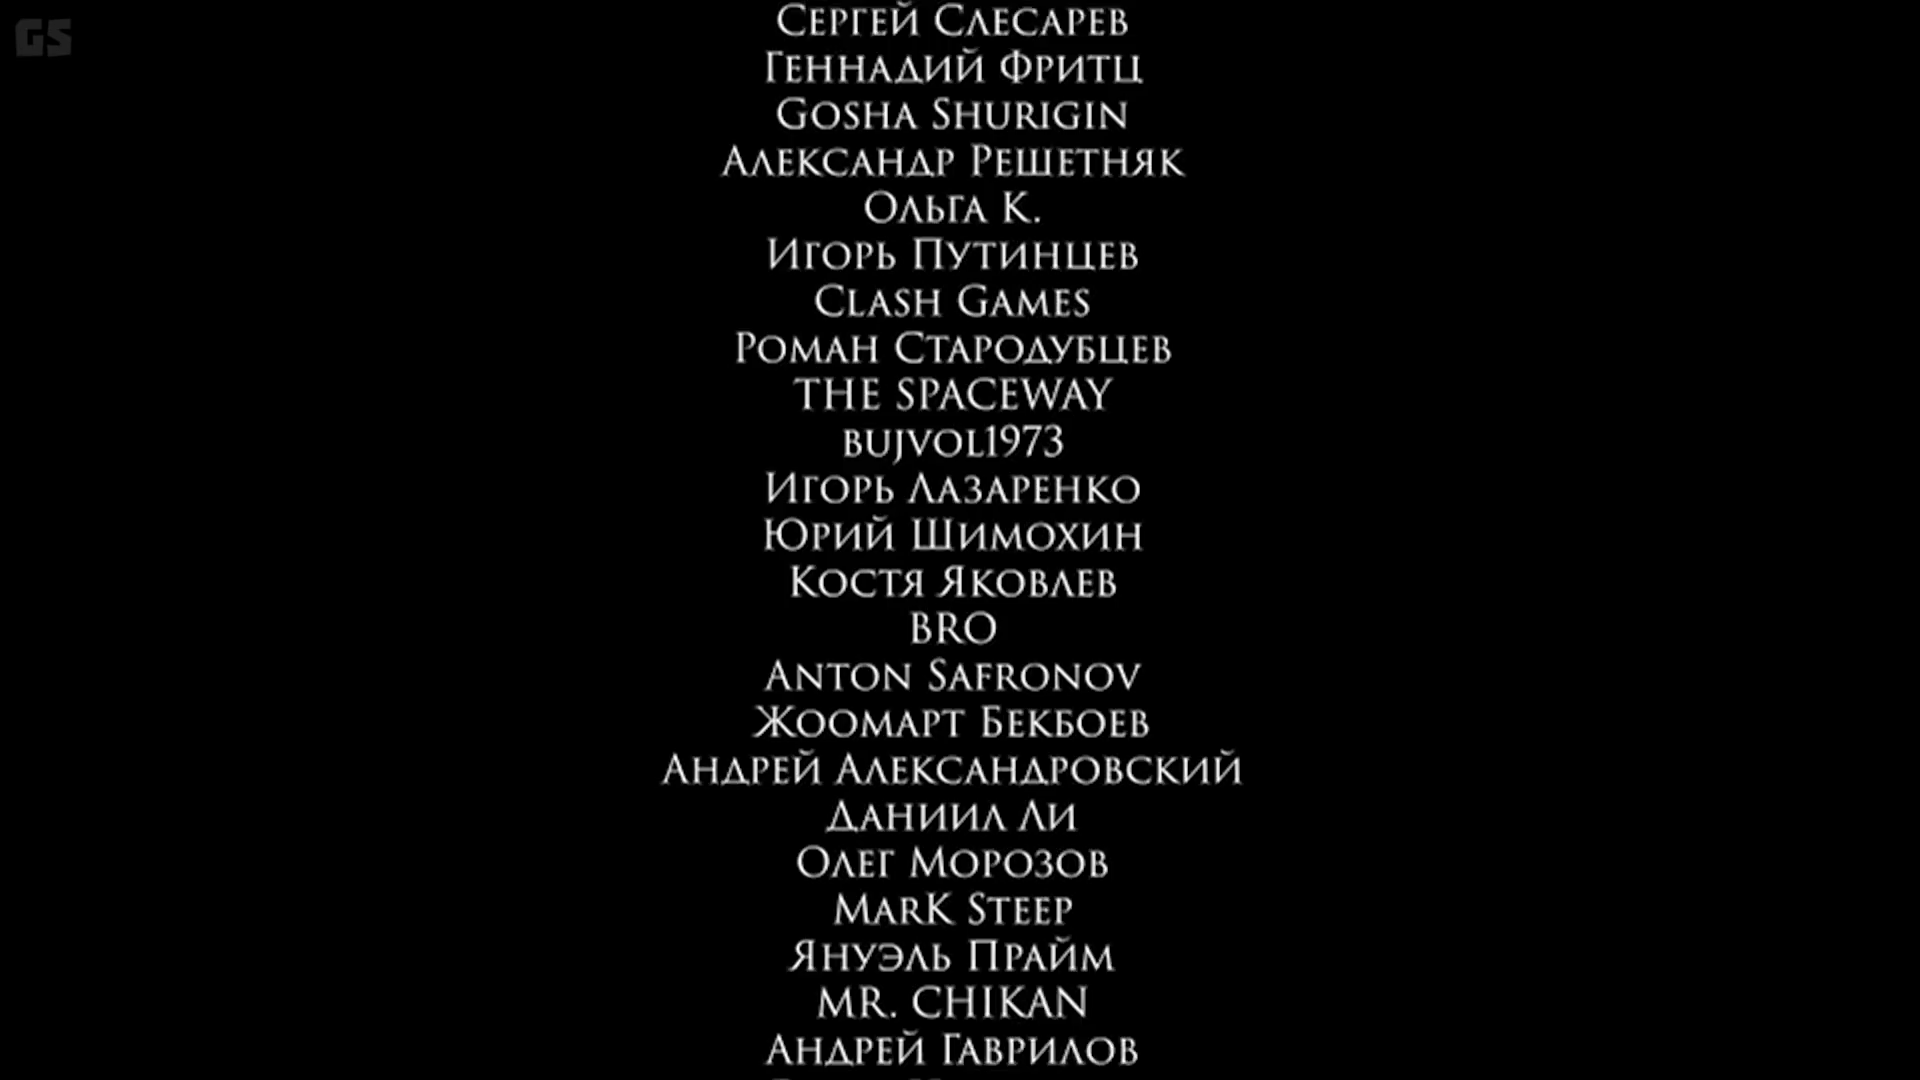 GS
Сергей Слесарев
Геннадий Фритц
Gosha Shurigin
Александр Решетняк
Ольга К.
Игорь Путинцев
Clash Games
Роман Стародубцев
THE SPACEWAY
bujvol1973
Игорь Лазаренко
Юрий Шимохин
Костя Яковлев
BRO
Anton Safronov
Жоомарт Бекбоев
Андрей Александровский
Даниил Ли
Олег Морозов
MarK Steep
Януэль Прайм
MR. CHIKAN
Андрей Гаврилов